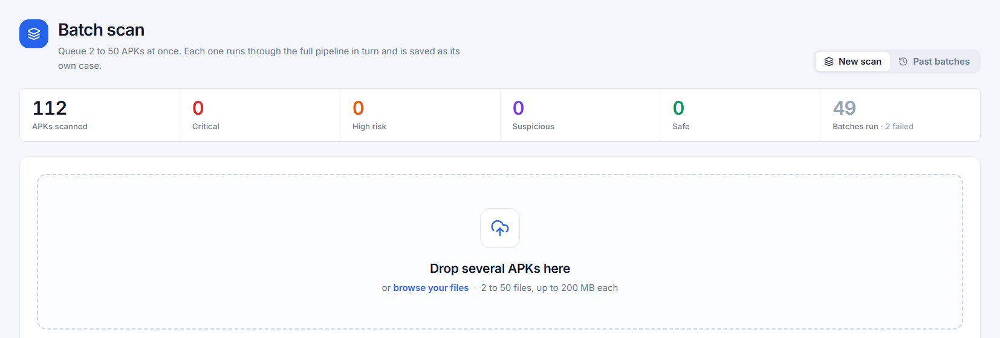 Batch scan
Queue 2 to 50 APKs at once. Each one runs through the full pipeline in turn and is saved as its
own case.
New scan
Past batches
112
APKs scanned
0
Critical
0
High risk
0
Suspicious
0
Safe
49
Batches run · 2 failed
Drop several APKs here
or browse your files · 2 to 50 files, up to 200 MB each